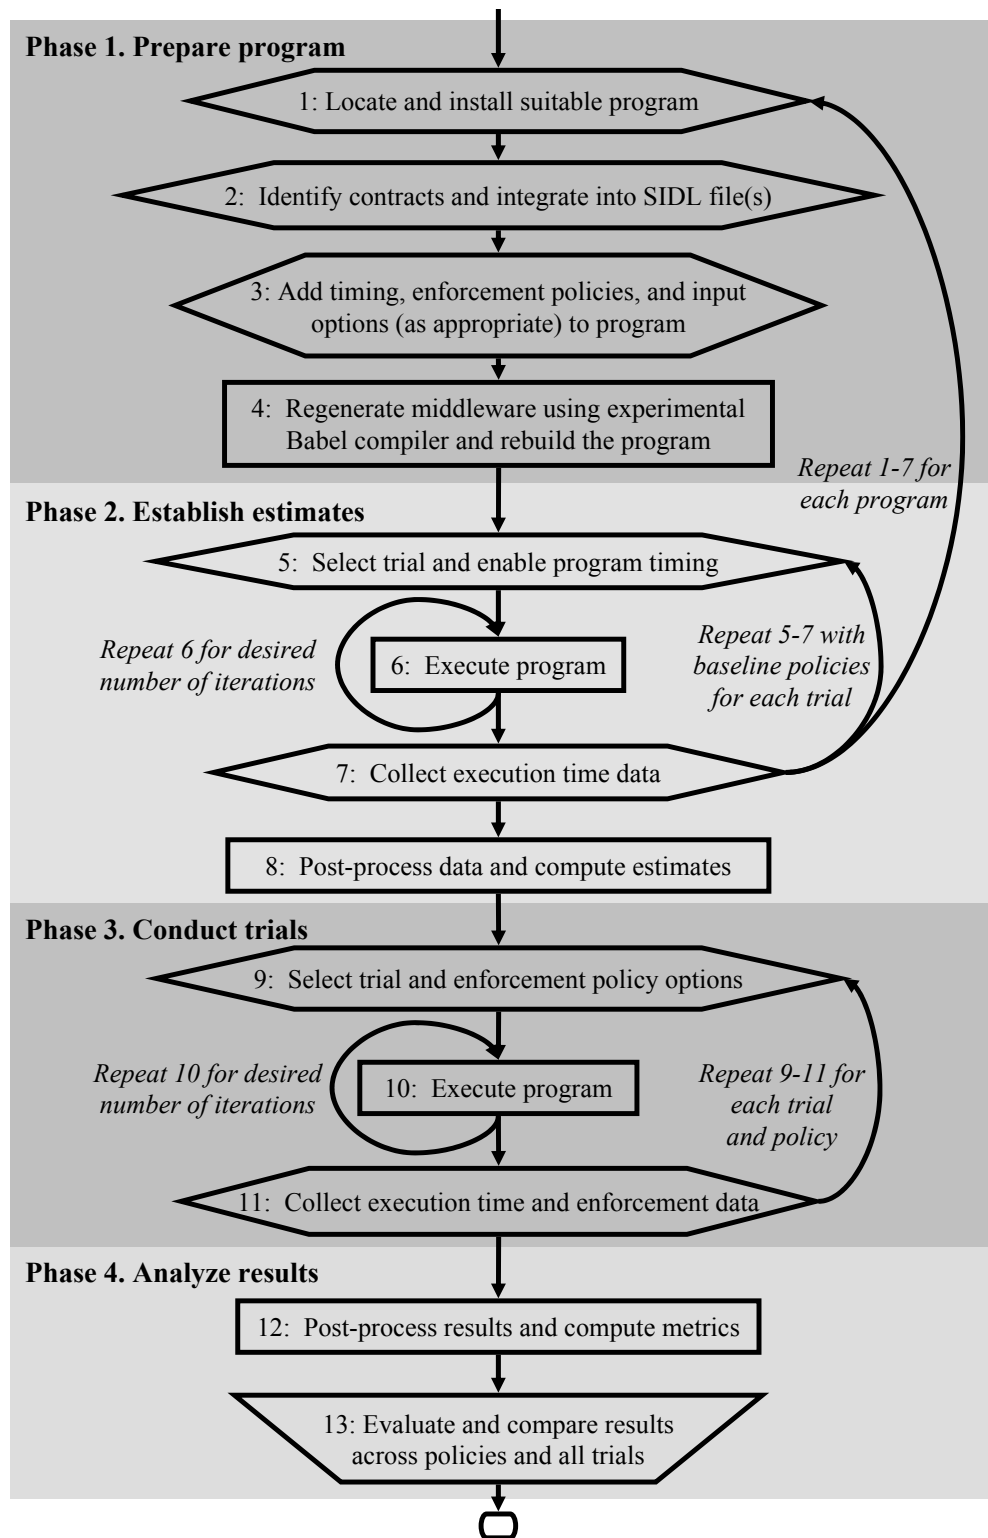 Phase 1. Prepare program
1: Locate and install suitable program
2:  Identify contracts and integrate into SIDL file(s)
3: Add timing, enforcement policies, and input
options (as appropriate) to program
4:  Regenerate middleware using experimental
Babel compiler and rebuild the program
Repeat 1-7 for
each program
Phase 2. Establish estimates
5:  Select trial and enable program timing
Repeat 6 for desired
number of iterations
6:  Execute program
Repeat 5-7 with
baseline policies
for each trial
7:  Collect execution time data
8:  Post-process data and compute estimates
Phase 3. Conduct trials
9:  Select trial and enforcement policy options
Repeat 10 for desired
number of iterations
10:  Execute program
Repeat 9-11 for
each trial
and policy
11:  Collect execution time and enforcement data
Phase 4. Analyze results
12:  Post-process results and compute metrics
13: Evaluate and compare results
across policies and all trials